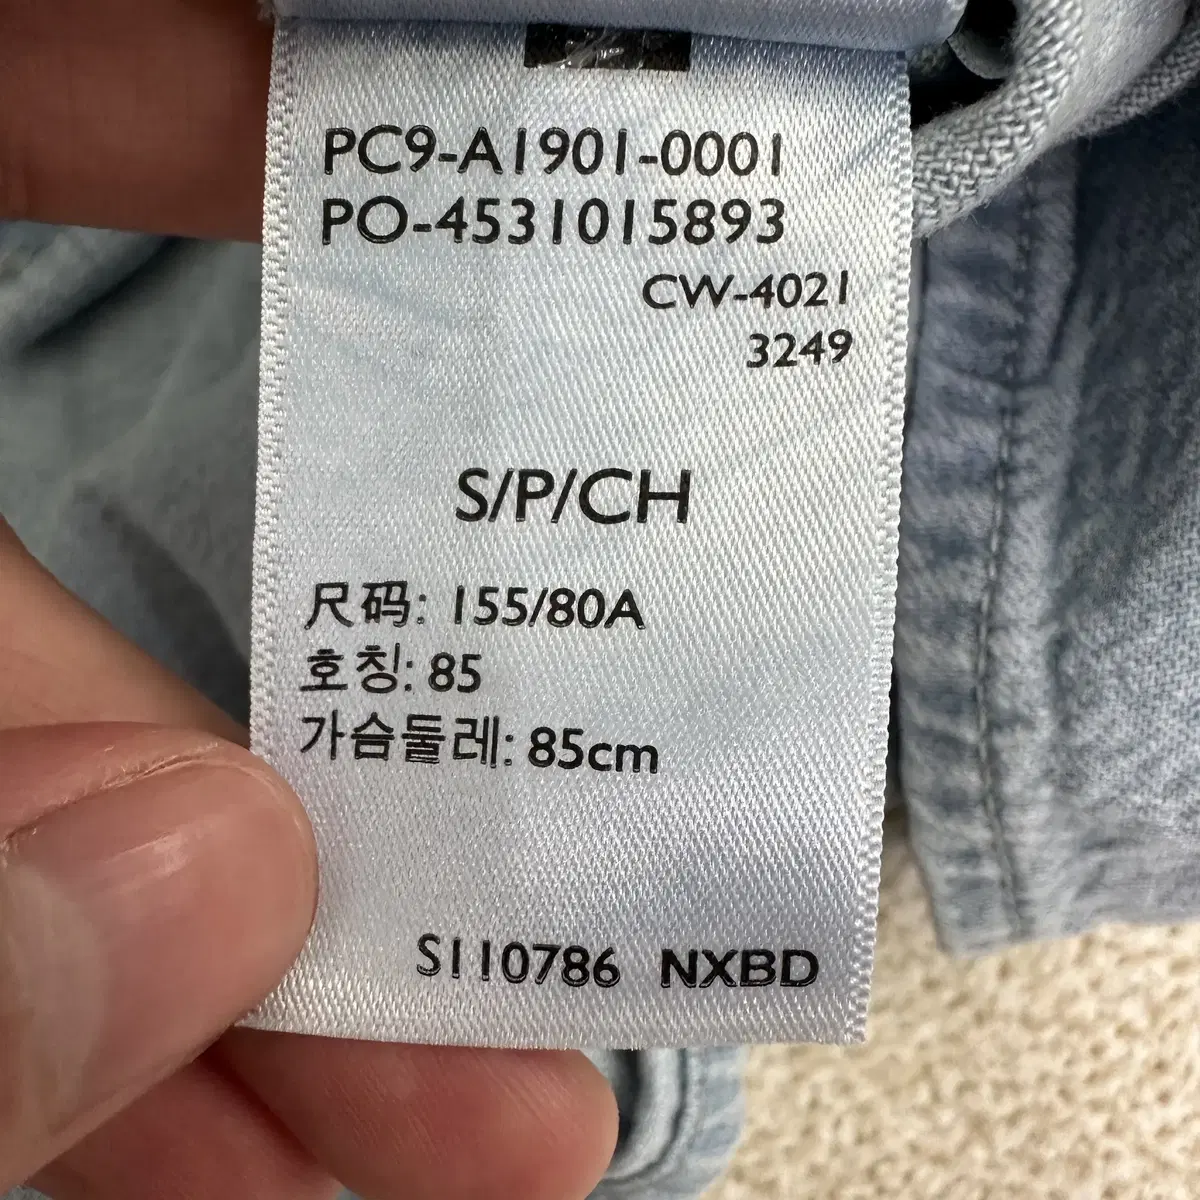 PC9-A1901-0001
PO-4531015893
CW-4021
3249
S/P/CH
尺码: 155/80A
호칭: 85
가슴둘레: 85cm
S110786 NXBD